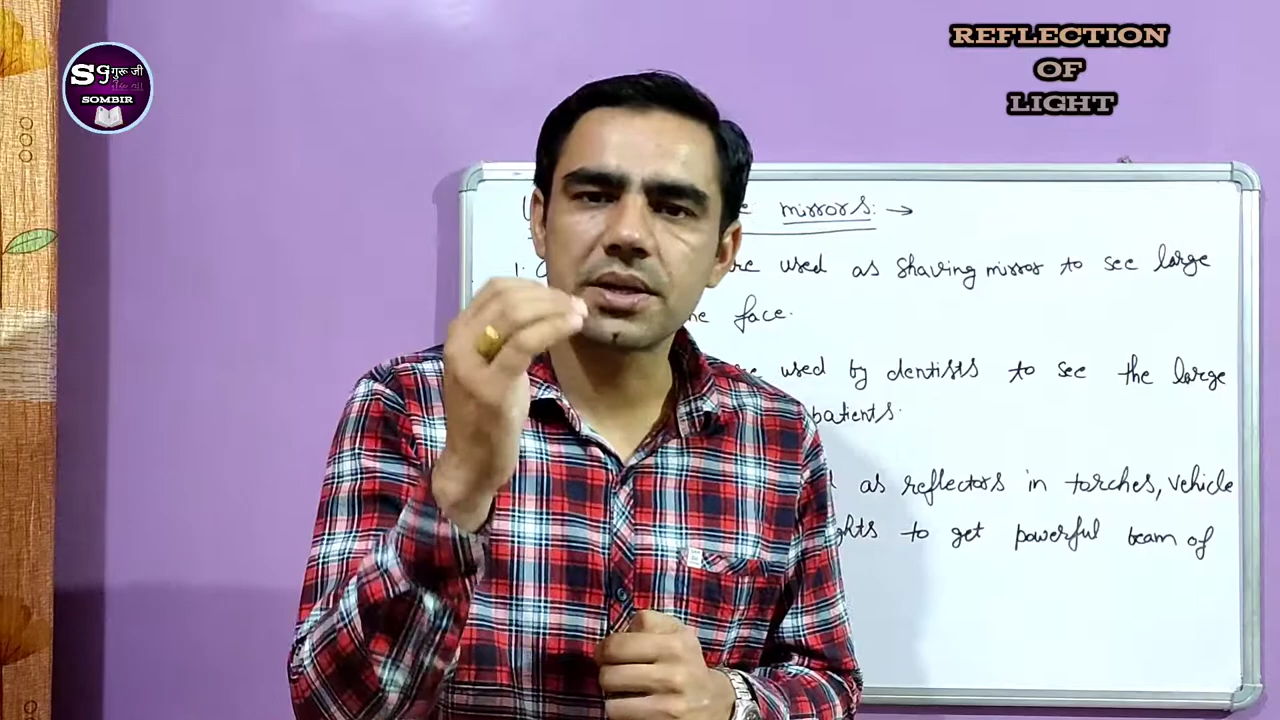 SG गुरु जी
SOMBIR
REFLECTION
OF
LIGHT
mirrors: →
1. used as shaving mirror to see large
face.
used by dentists to see the large
patients.
as reflectors in torches, vehicle
to get powerful beam of